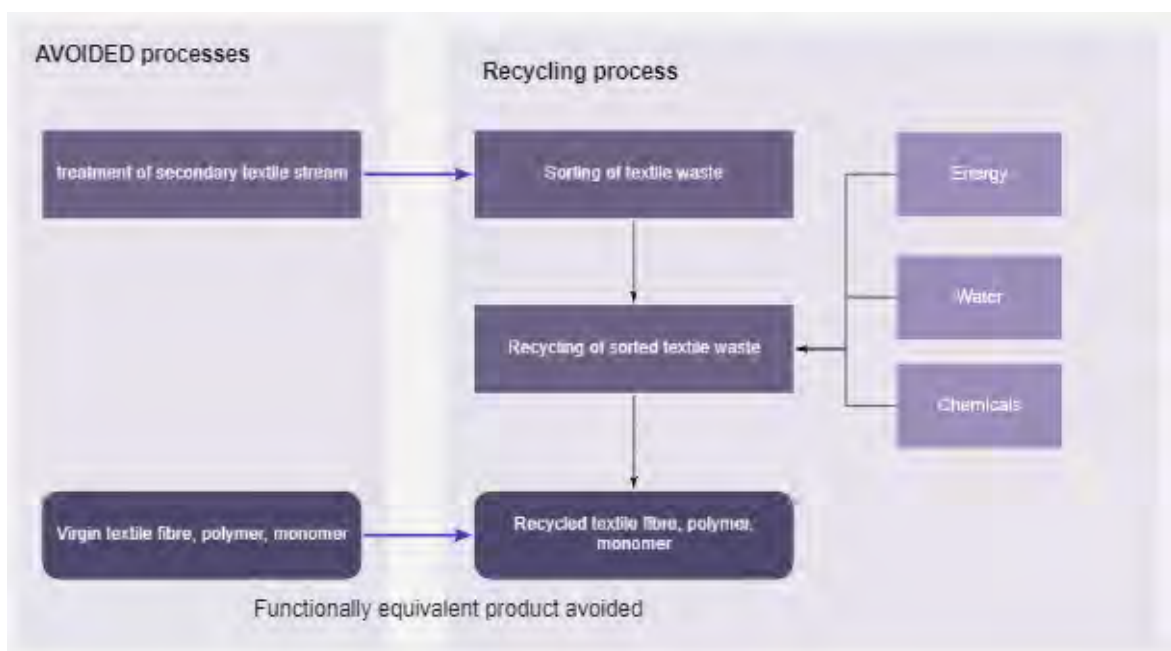 AVOIDED processes
Recycling process
treatment of secondary textile stream
Sorting of textile waste
Energy
Water
Recycling of sorted textile waste
Chemicals
Virgin textile fibre, polymer, monomer
Recycled textile fibre, polymer,
monomer
Functionally equivalent product avoided